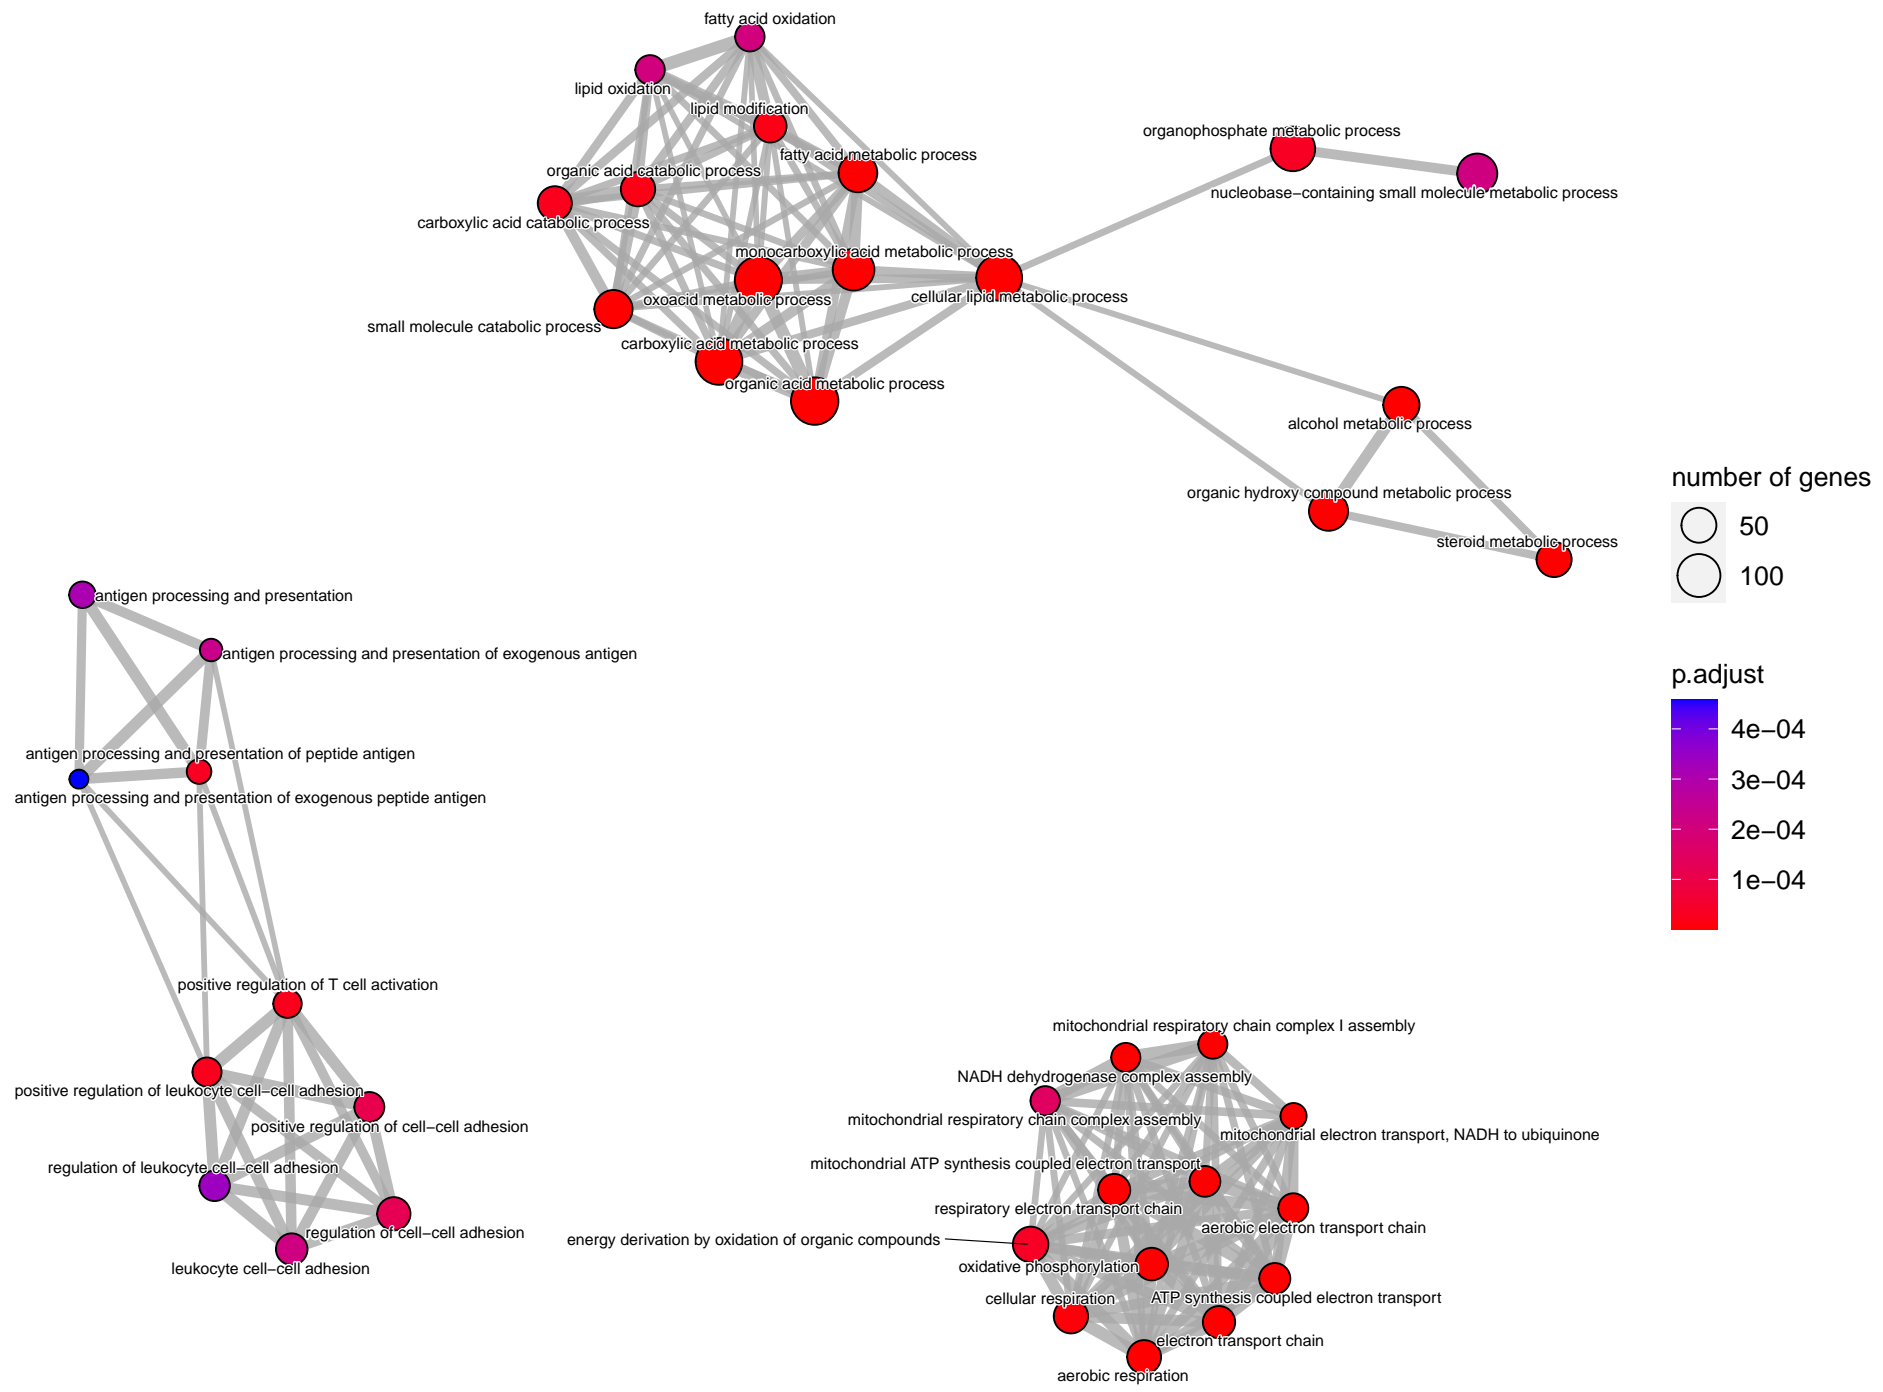 fatty acid oxidation
lipid oxidation
lipid modification
organophosphate metabolic process
fatty acid metabolic process
organic acid catabolic process
nucleobase−containing small molecule metabolic process
carboxylic acid catabolic process
monocarboxylic acid metabolic process
cellular lipid metabolic process
oxoacid metabolic process
small molecule catabolic process
carboxylic acid metabolic process
organic acid metabolic process
alcohol metabolic process
organic hydroxy compound metabolic process
steroid metabolic process
number of genes
50
100
p.adjust
4e−04
3e−04
2e−04
1e−04
antigen processing and presentation
antigen processing and presentation of exogenous antigen
antigen processing and presentation of peptide antigen
antigen processing and presentation of exogenous peptide antigen
positive regulation of T cell activation
positive regulation of leukocyte cell−cell adhesion
positive regulation of cell−cell adhesion
regulation of leukocyte cell−cell adhesion
regulation of cell−cell adhesion
leukocyte cell−cell adhesion
mitochondrial respiratory chain complex I assembly
NADH dehydrogenase complex assembly
mitochondrial respiratory chain complex assembly
mitochondrial electron transport, NADH to ubiquinone
mitochondrial ATP synthesis coupled electron transport
respiratory electron transport chain
aerobic electron transport chain
energy derivation by oxidation of organic compounds
oxidative phosphorylation
cellular respiration
ATP synthesis coupled electron transport
electron transport chain
aerobic respiration